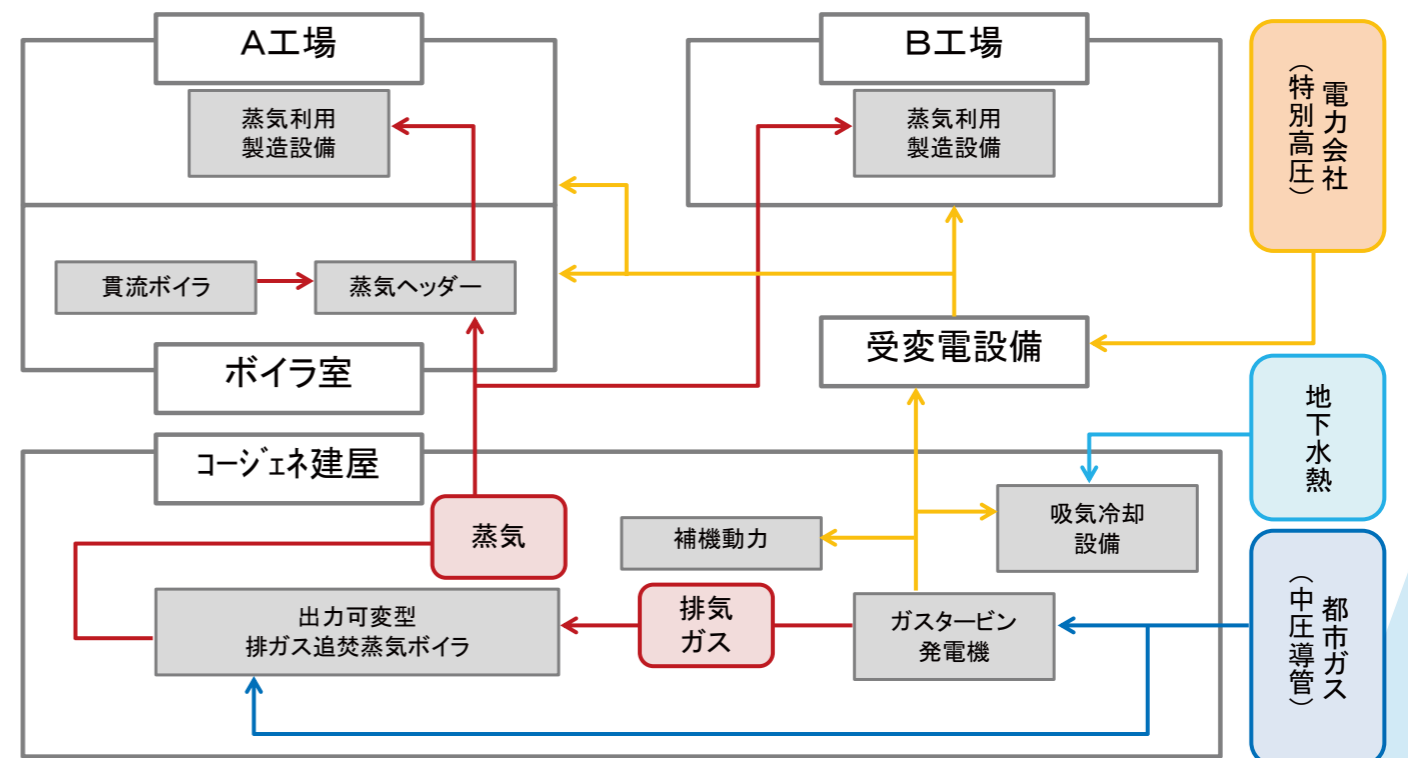 A工場
蒸気利用
製造設備
B工場
蒸気利用
製造設備
電力会社
（特別高圧）
貫流ボイラ
蒸気ヘッダー
ボイラ室
受変電設備
地下水熱
コージェネ建屋
蒸気
補機動力
吸気冷却
設備
出力可変型
排ガス追焚蒸気ボイラ
排気
ガス
ガスタービン
発電機
都市ガス
（中圧導管）